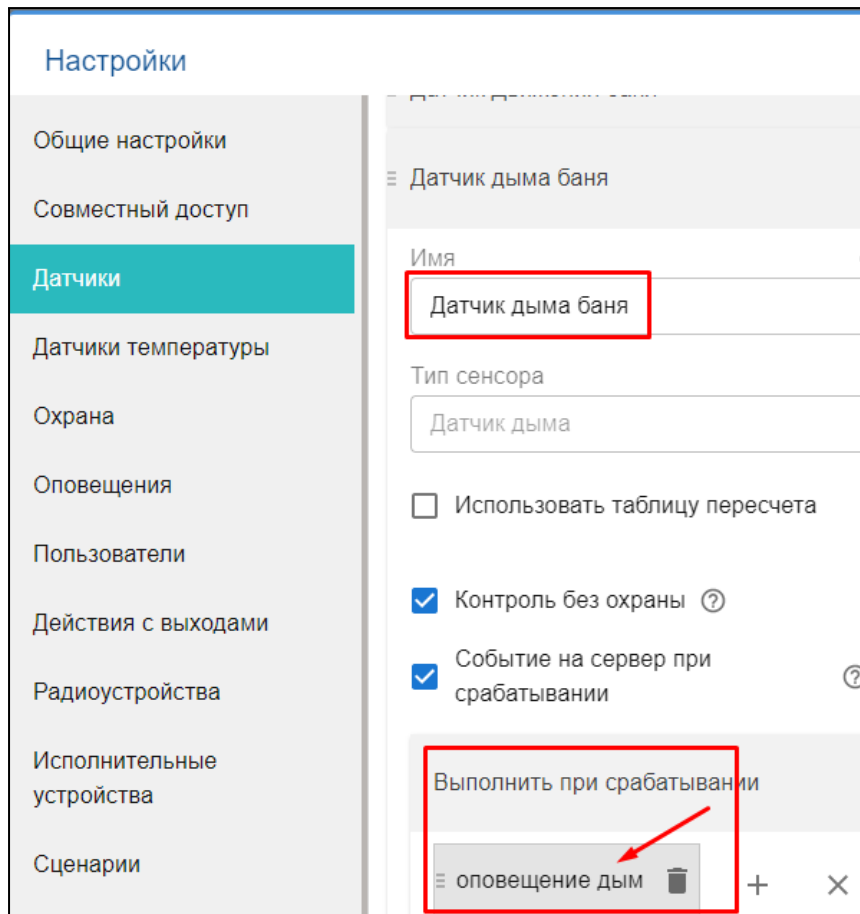 Настройки
Общие настройки
Совместный доступ
Датчики
Датчики температуры
Охрана
Оповещения
Пользователи
Действия с выходами
Радиоустройства
Исполнительные
устройства
Сценарии
Датчик дыма баня
Имя
Датчик дыма баня
Тип сенсора
Датчик дыма
Использовать таблицу пересчета
Контроль без охраны
Событие на сервер при
срабатывании
Выполнить при срабатывании
оповещение дым